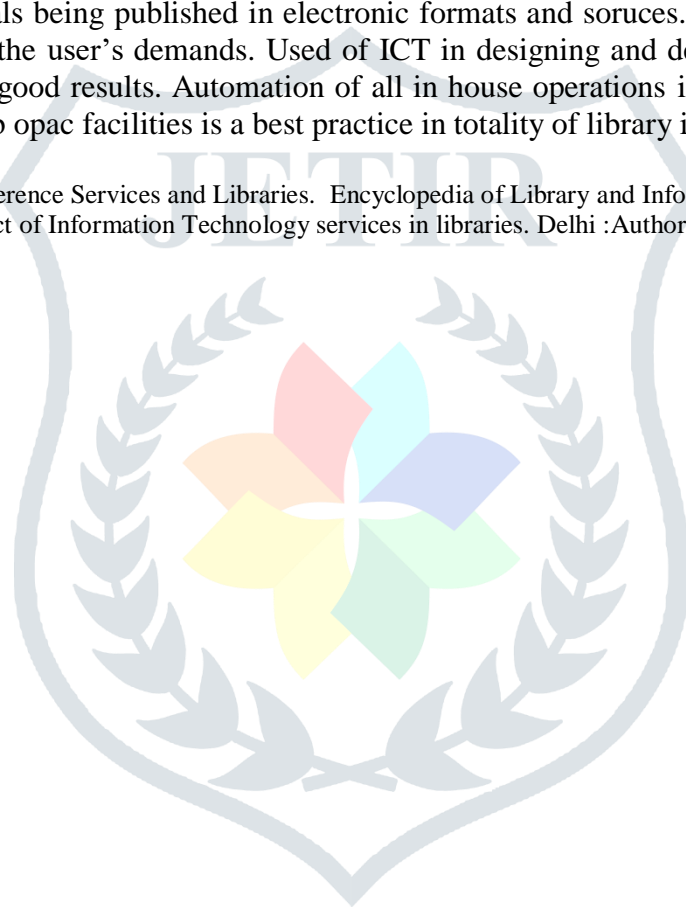 als being published in electronic formats and soruces.
the user's demands. Used of ICT in designing and de
good results. Automation of all in house operations i
opac facilities is a best practice in totality of library i
erence Services and Libraries. Encyclopedia of Library and Info
ct of Information Technology services in libraries. Delhi :Author
JETIR